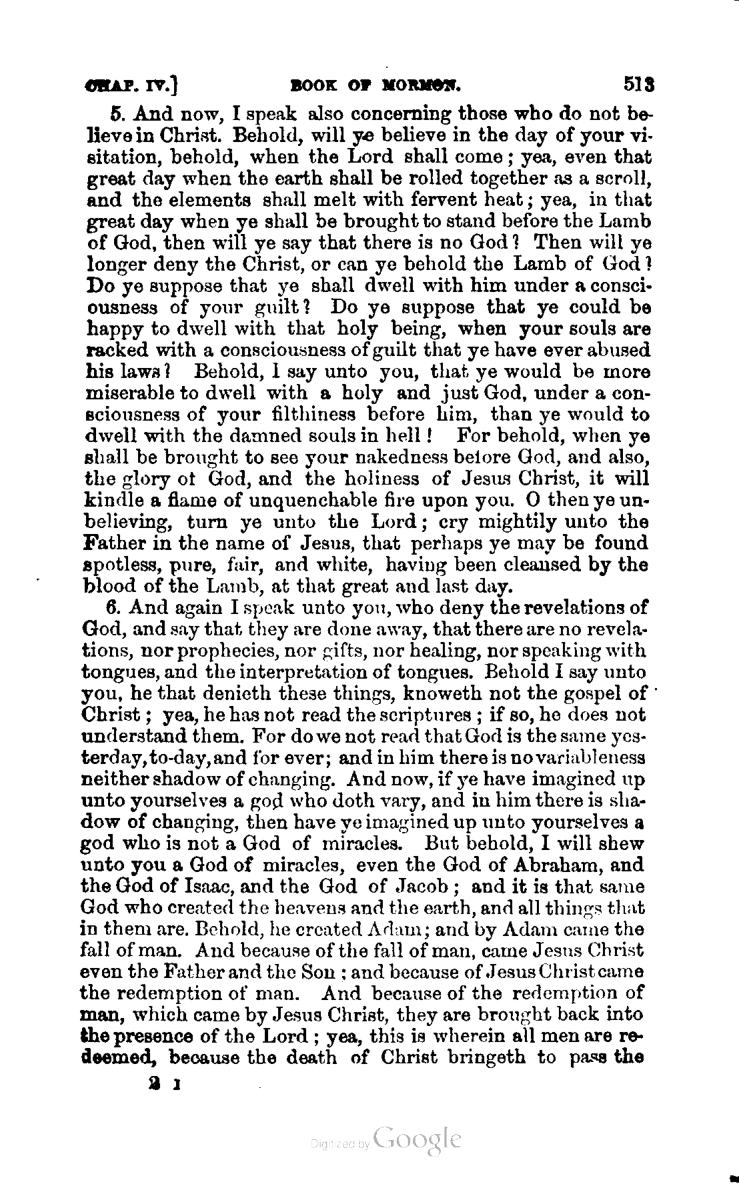 CHAP. IV.] BOOK OF MORMON. 513
5. And now, I speak also concerning those who do not be-
lieve in Christ. Behold, will ye believe in the day of your vi-
sitation, behold, when the Lord shall come; yea, even that
great day when the earth shall be rolled together as a scroll,
and the elements shall melt with fervent heat; yea, in that
great day when ye shall be brought to stand before the Lamb
of God, then will ye say that there is no God? Then will ye
longer deny the Christ, or can ye behold the Lamb of God?
Do ye suppose that ye shall dwell with him under a consci-
ousness of your guilt? Do ye suppose that ye could be
happy to dwell with that holy being, when your souls are
racked with a consciousness of guilt that ye have ever abused
his laws? Behold, I say unto you, that ye would be more
miserable to dwell with a holy and just God, under a con-
sciousness of your filthiness before him, than ye would to
dwell with the damned souls in hell! For behold, when ye
shall be brought to see your nakedness before God, and also,
the glory of God, and the holiness of Jesus Christ, it will
kindle a flame of unquenchable fire upon you. O then ye un-
believing, turn ye unto the Lord; cry mightily unto the
Father in the name of Jesus, that perhaps ye may be found
spotless, pure, fair, and white, having been cleansed by the
blood of the Lamb, at that great and last day.
6. And again I speak unto you, who deny the revelations of
God, and say that they are done away, that there are no revela-
tions, nor prophecies, nor gifts, nor healing, nor speaking with
tongues, and the interpretation of tongues. Behold I say unto
you, he that denieth these things, knoweth not the gospel of
Christ; yea, he has not read the scriptures; if so, he does not
understand them. For do we not read that God is the same yes-
terday, to-day, and for ever; and in him there is no variableness
neither shadow of changing. And now, if ye have imagined up
unto yourselves a god who doth vary, and in him there is sha-
dow of changing, then have ye imagined up unto yourselves a
god who is not a God of miracles. But behold, I will shew
unto you a God of miracles, even the God of Abraham, and
the God of Isaac, and the God of Jacob; and it is that same
God who created the heavens and the earth, and all things that
in them are. Behold, he created Adam; and by Adam came the
fall of man. And because of the fall of man, came Jesus Christ
even the Father and the Son; and because of Jesus Christ came
the redemption of man. And because of the redemption of
man, which came by Jesus Christ, they are brought back into
the presence of the Lord; yea, this is wherein all men are re-
deemed, because the death of Christ bringeth to pass the
2 I
Digitized by Google